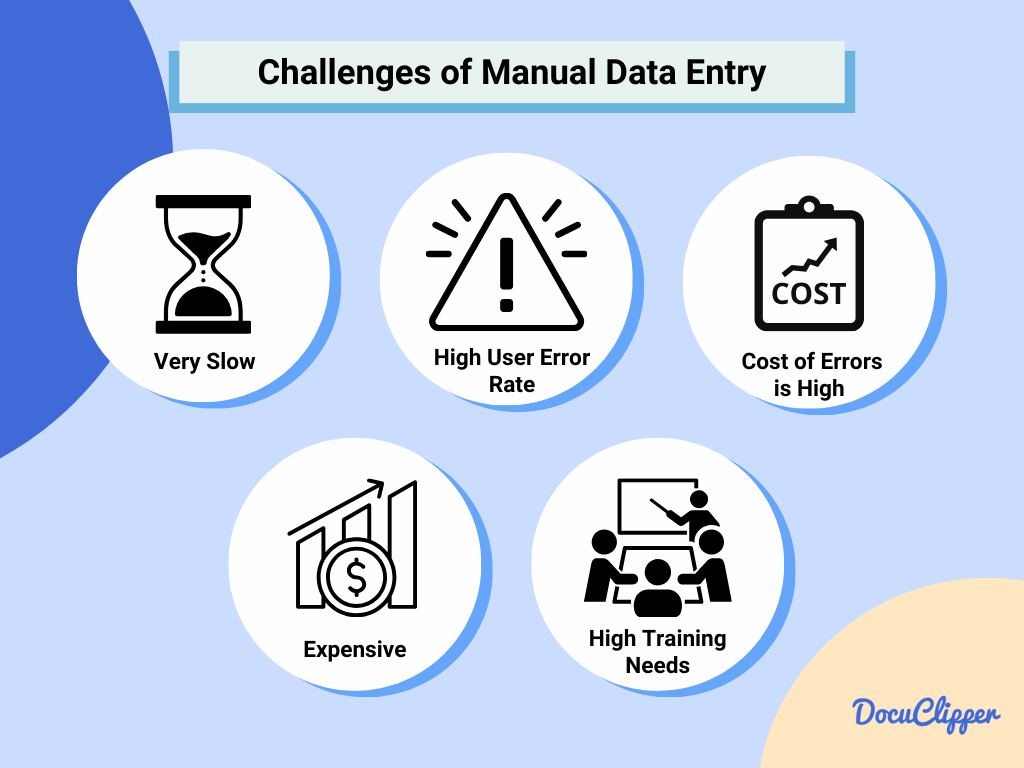 Challenges of Manual Data Entry
Very Slow
High User Error
Rate
COST
Cost of Errors
is High
$
Expensive
High Training
Needs
DocuClipper